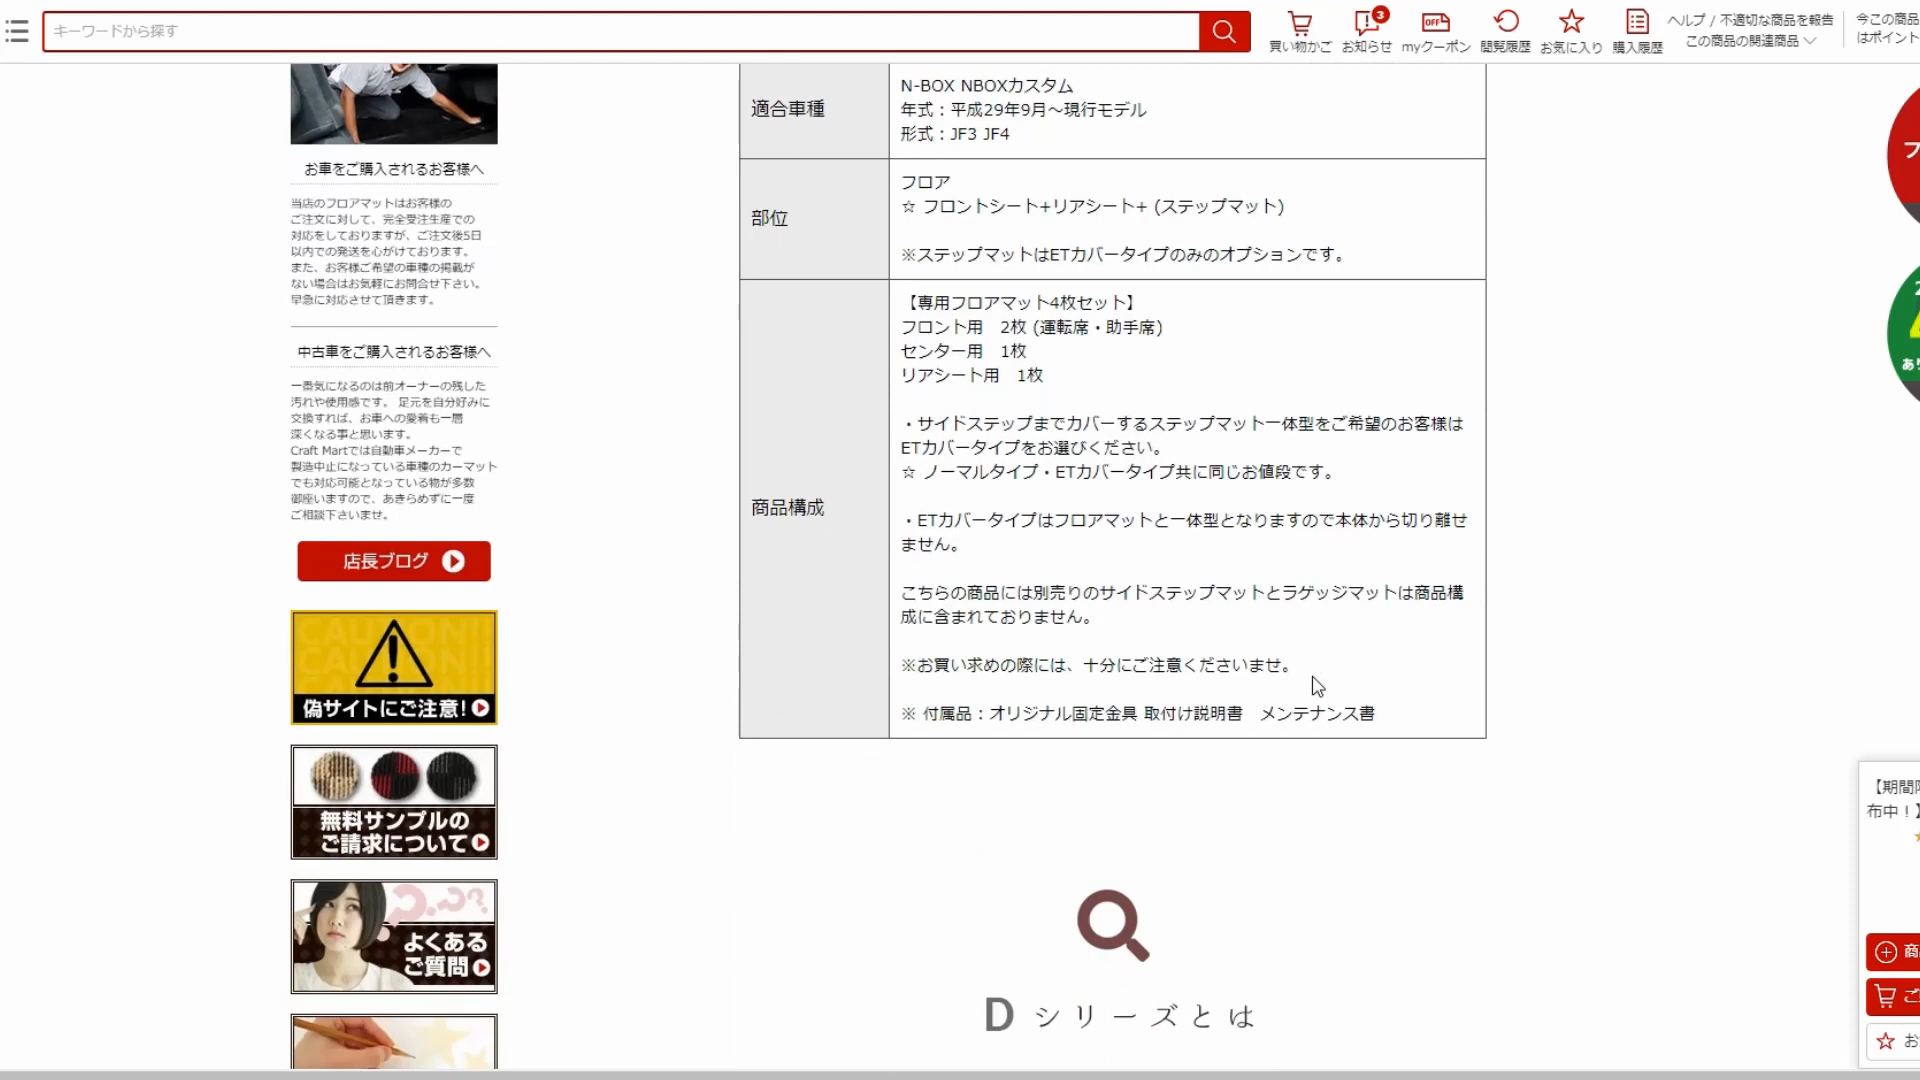 キーワードから探す
買い物かご
3
お知らせ
OFF
myクーポン
閲覧履歴
お気に入り
購入履歴
ヘルプ / 不適切な商品を報告
この商品の関連商品
今この商品
はポイント
お車をご購入されるお客様へ
当店のフロアマットはお客様の
ご注文に対して、完全受注生産での
対応をしておりますが、ご注文後5日
以内での発送を心がけております。
また、お客様ご希望の車種の掲載が
ない場合はお気軽にお問合せ下さい。
早急に対応させて頂きます。
中古車をご購入されるお客様へ
一番気になるのは前オーナーの残した
汚れや使用感です。 足元を自分好みに
交換すれば、お車への愛着も一層
深くなる事と思います。
Craft Martでは自動車メーカーで
製造中止になっている車種のカーマット
でも対応可能となっている物が多数
御座いますので、あきらめずに一度
ご相談下さいませ。
店長ブログ
CAUTION!!
偽サイトにご注意!
無料サンプルの
ご請求について
よくある
ご質問
適合車種
N-BOX NBOXカスタム
年式：平成29年9月～現行モデル
形式：JF3 JF4
部位
フロア
☆ フロントシート+リアシート+ (ステップマット)
※ステップマットはETカバータイプのみのオプションです。
商品構成
【専用フロアマット4枚セット】
フロント用　2枚 (運転席・助手席)
センター用　1枚
リアシート用　1枚
・サイドステップまでカバーするステップマット一体型をご希望のお客様は
ETカバータイプをお選びください。
☆ ノーマルタイプ・ETカバータイプ共に同じお値段です。
・ETカバータイプはフロアマットと一体型となりますので本体から切り離せ
ません。
こちらの商品には別売りのサイドステップマットとラゲッジマットは商品構
成に含まれておりません。
※お買い求めの際には、十分にご注意くださいませ。
※ 付属品：オリジナル固定金具 取付け説明書　メンテナンス書
Dシリーズとは
フ
2
あり
【期間限
布中！】
商
ご
お